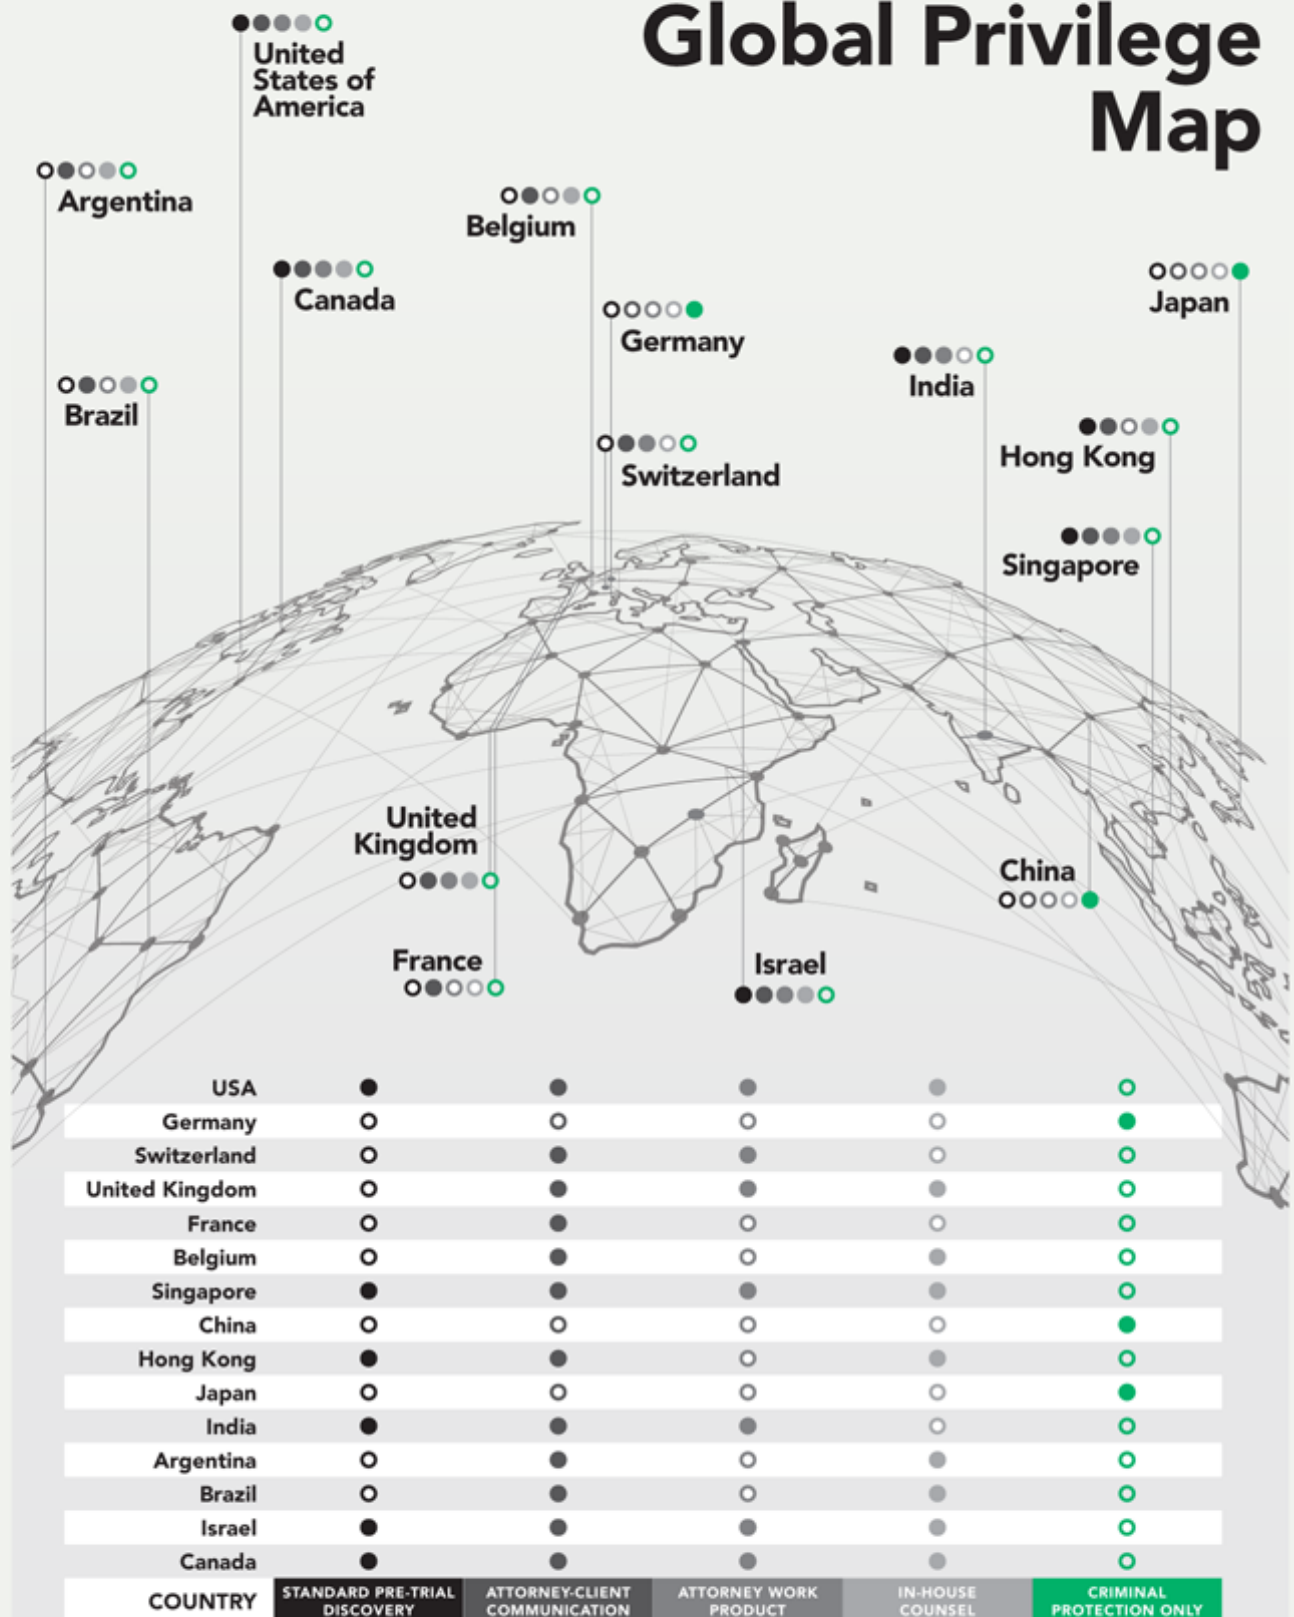 Global Privilege
Map
United
States of
America
Argentina
Belgium
Canada
Japan
Germany
India
Brazil
Hong Kong
Switzerland
Singapore
United
Kingdom
China
France
Israel
USA
Germany
Switzerland
United Kingdom
France
Belgium
Singapore
China
Hong Kong
Japan
India
Argentina
Brazil
Israel
Canada
COUNTRY
STANDARD PRE-TRIAL
DISCOVERY
ATTORNEY-CLIENT
COMMUNICATION
ATTORNEY WORK
PRODUCT
IN-HOUSE
COUNSEL
CRIMINAL
PROTECTION ONLY